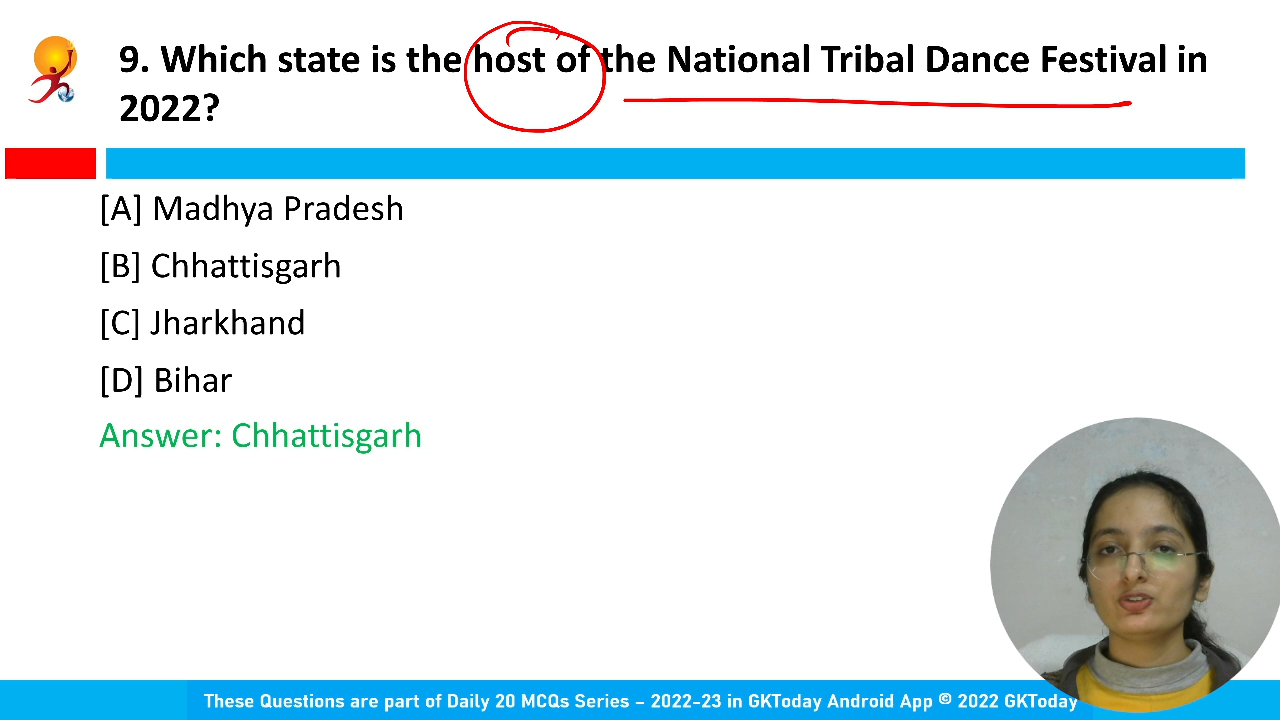 9. Which state is the host of the National Tribal Dance Festival in
2022?
[A] Madhya Pradesh
[B] Chhattisgarh
[C] Jharkhand
[D] Bihar
Answer: Chhattisgarh
These Questions are part of Daily 20 MCQs Series – 2022-23 in GKToday Android App © 2022 GKToday